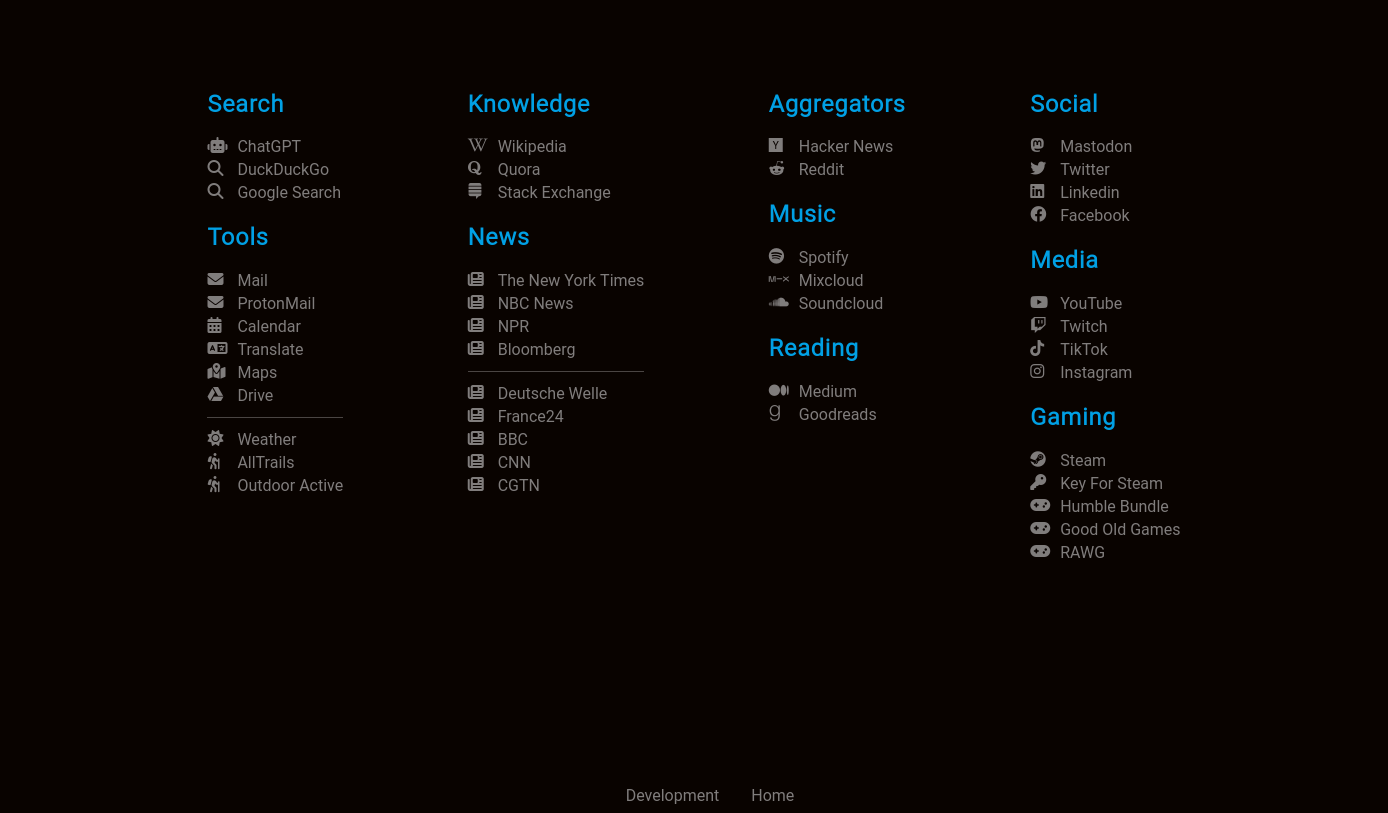 Search
ChatGPT
DuckDuckGo
Google Search
Tools
Mail
ProtonMail
Calendar
Translate
Maps
Drive
Weather
AllTrails
Outdoor Active
Knowledge
Wikipedia
Quora
Stack Exchange
News
The New York Times
NBC News
NPR
Bloomberg
Deutsche Welle
France24
BBC
CNN
CGTN
Aggregators
Hacker News
Reddit
Music
Spotify
Mixcloud
Soundcloud
Reading
Medium
Goodreads
Social
Mastodon
Twitter
Linkedin
Facebook
Media
YouTube
Twitch
TikTok
Instagram
Gaming
Steam
Key For Steam
Humble Bundle
Good Old Games
RAWG
Development Home